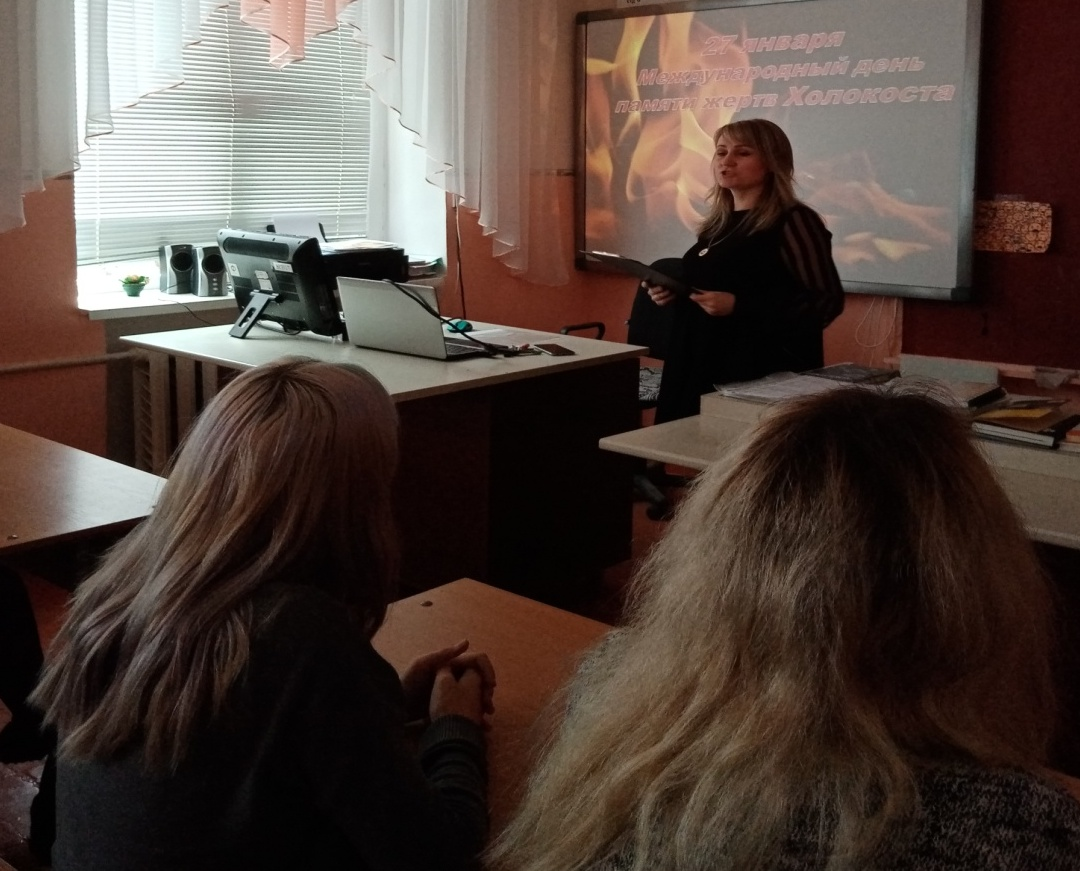 27 января
Международный день
памяти жертв Холокоста